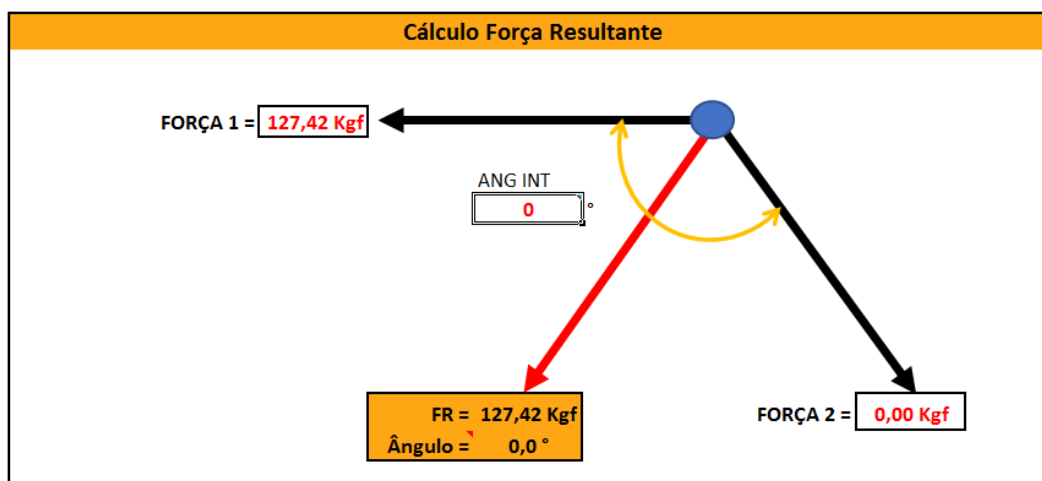 Cálculo Força Resultante
FORÇA 1 = 127,42 Kgf
ANG INT
0 °
FR = 127,42 Kgf
Ângulo = 0,0 °
FORÇA 2 = 0,00 Kgf